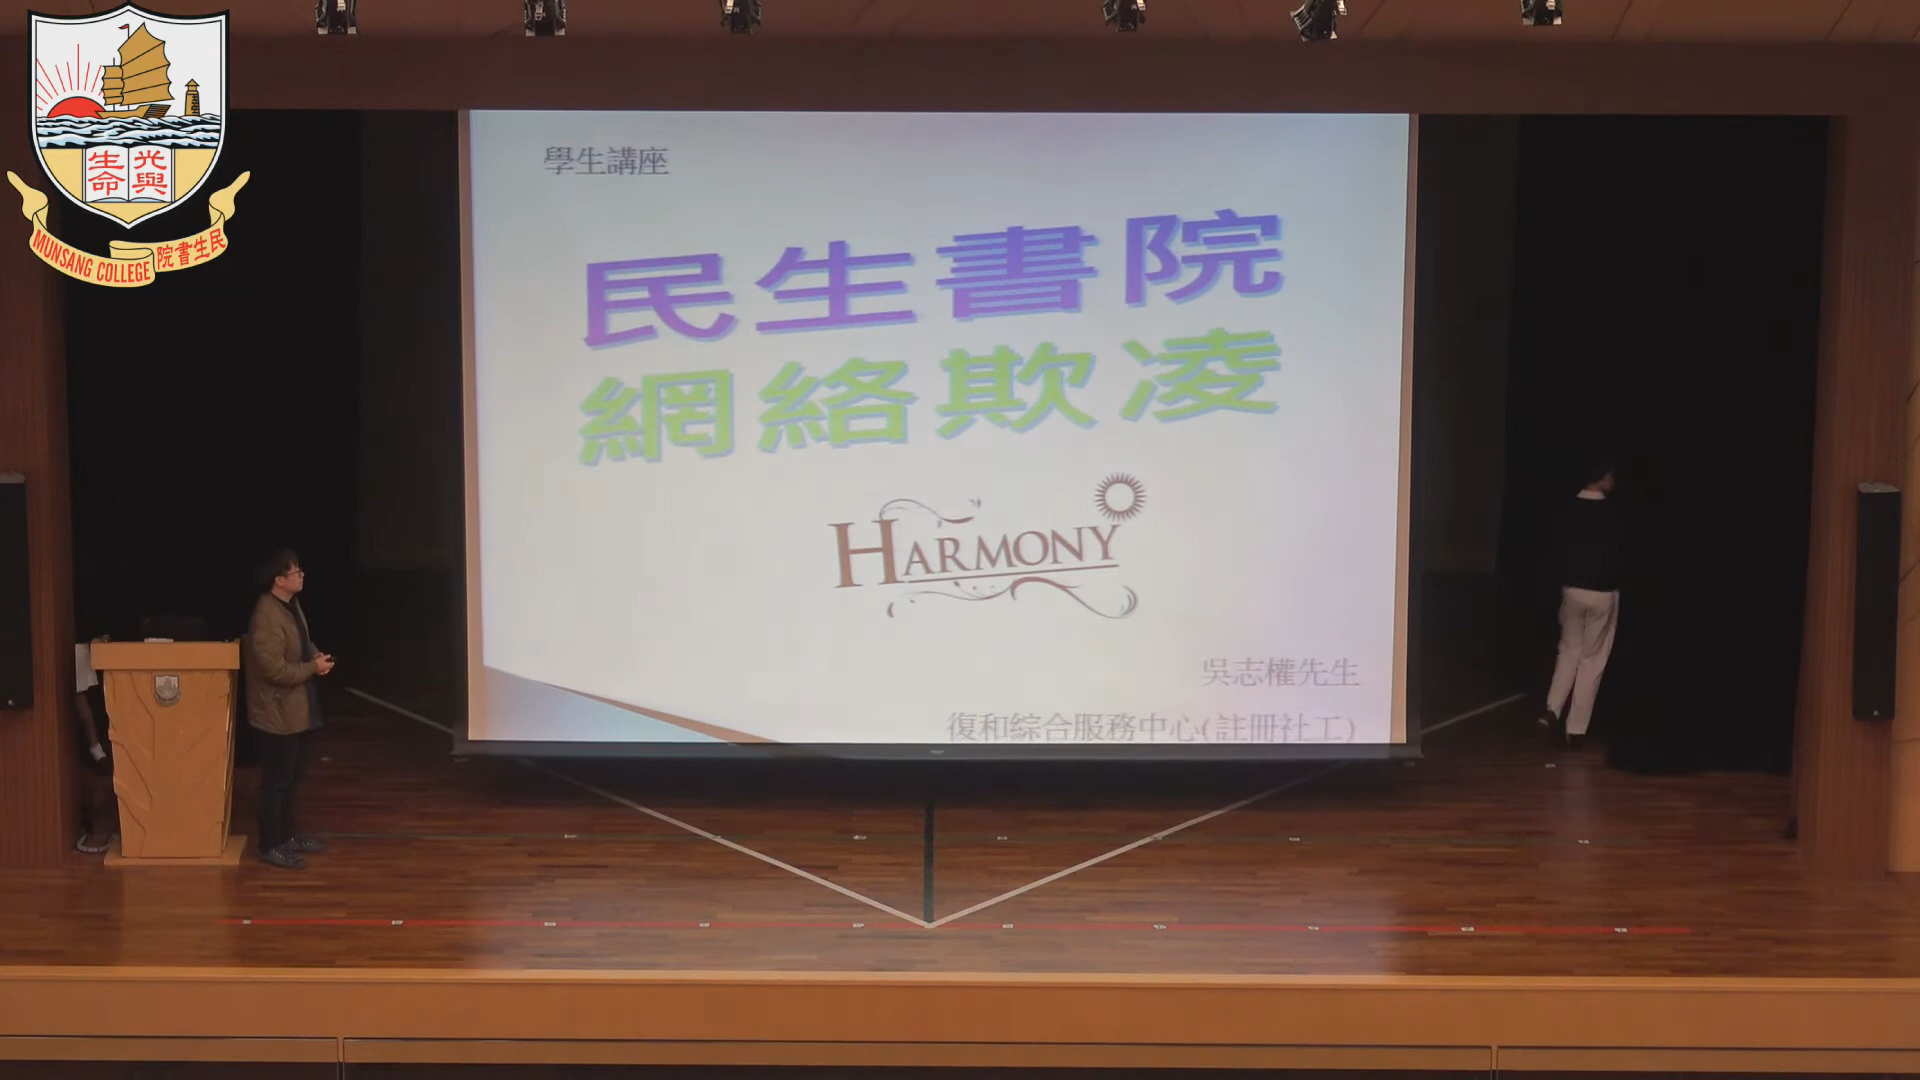 光與
生命
MUNSANG COLLEGE 院書生民
學生講座
民生書院
網絡欺凌
HARMONY
吳志權先生
復和綜合服務中心(註冊社工)